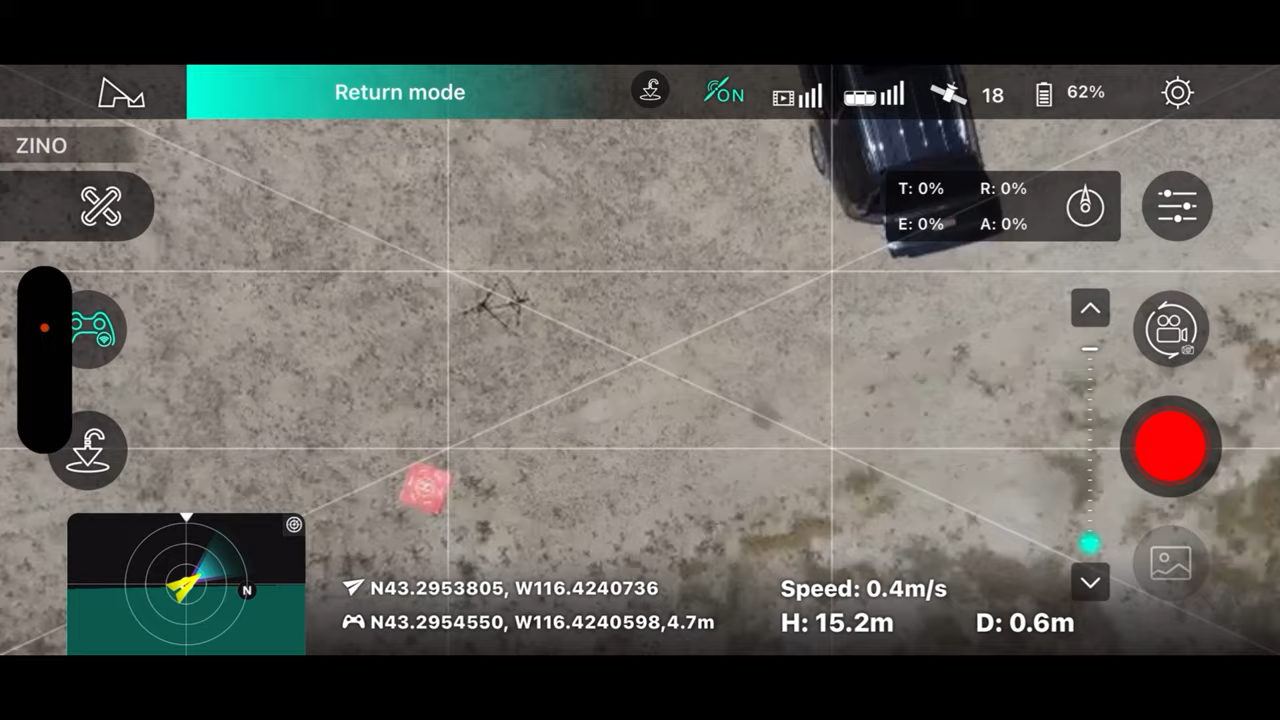 Return mode
ON
18
62%
ZINO
T: 0% R: 0%
E: 0% A: 0%
N
N43.2953805, W116.4240736
N43.2954550, W116.4240598,4.7m
Speed: 0.4m/s
H: 15.2m D: 0.6m
H